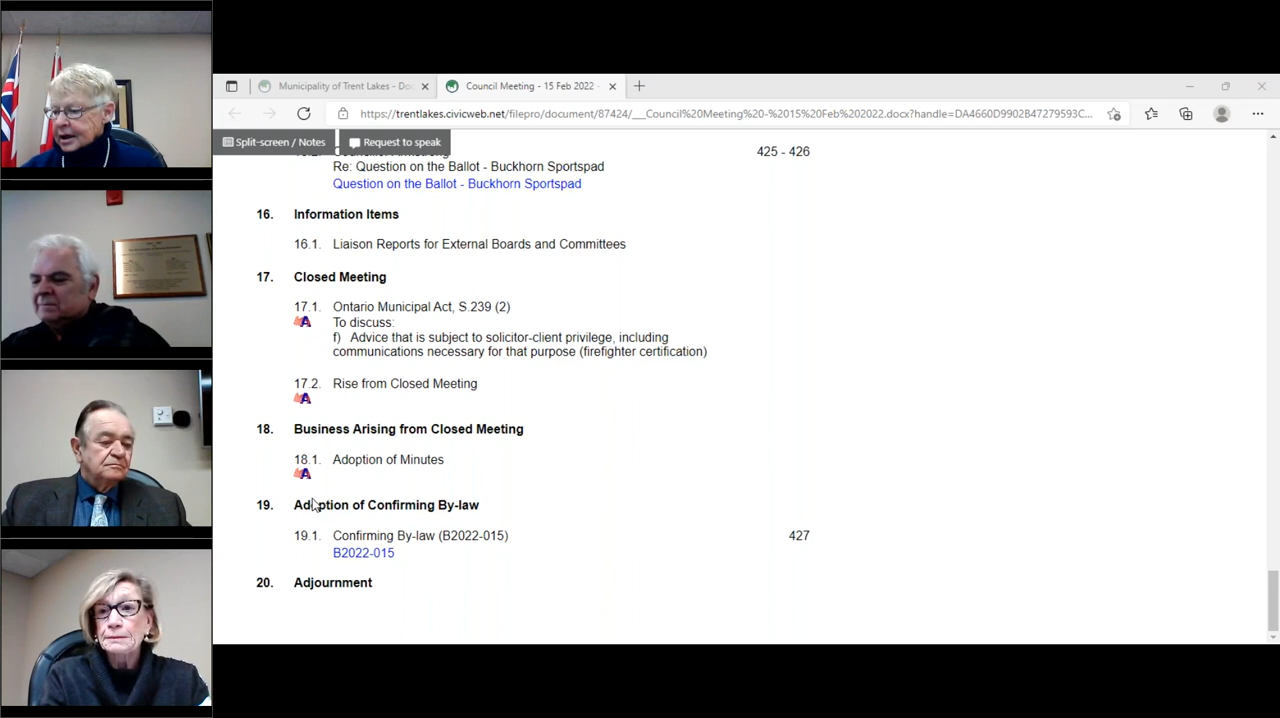 Municipality of Trent Lakes - Doc
Council Meeting - 15 Feb 2022 -
https://trentlakes.civicweb.net/filepro/document/87424/___Council%20Meeting%20-%2015%20Feb%202022.docx?handle=DA4660D9902B47279593C...
Split-screen / Notes
Request to speak
425 - 426
Re: Question on the Ballot - Buckhorn Sportspad
Question on the Ballot - Buckhorn Sportspad
16. Information Items
16.1. Liaison Reports for External Boards and Committees
17. Closed Meeting
17.1. Ontario Municipal Act, S.239 (2)
To discuss:
f) Advice that is subject to solicitor-client privilege, including
communications necessary for that purpose (firefighter certification)
17.2. Rise from Closed Meeting
18. Business Arising from Closed Meeting
18.1. Adoption of Minutes
19. Adoption of Confirming By-law
19.1. Confirming By-law (B2022-015) 427
B2022-015
20. Adjournment